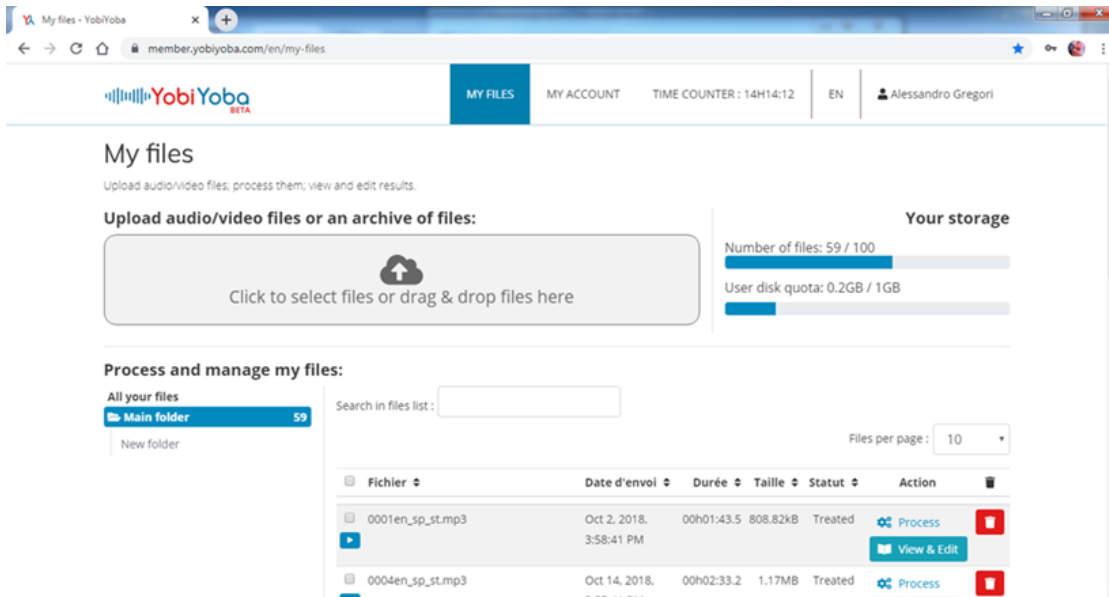 My files - YobiYoba
member.yobiyoba.com/en/my-files
YobiYoba
BETA
MY FILES
MY ACCOUNT
TIME COUNTER : 14H14:12
EN
Alessandro Gregori
My files
Upload audio/video files; process them; view and edit results.
Upload audio/video files or an archive of files:
Your storage
Click to select files or drag & drop files here
Number of files: 59 / 100
User disk quota: 0.2GB / 1GB
Process and manage my files:
All your files
Main folder 59
New folder
Search in files list :
Files per page : 10
Fichier Date d'envoi Durée Taille Statut Action
0001en_sp_st.mp3 Oct 2, 2018, 00h01:43.5 808.82kB Treated Process
3:58:41 PM
View & Edit
0004en_sp_st.mp3 Oct 14, 2018, 00h02:33.2 1.17MB Treated Process